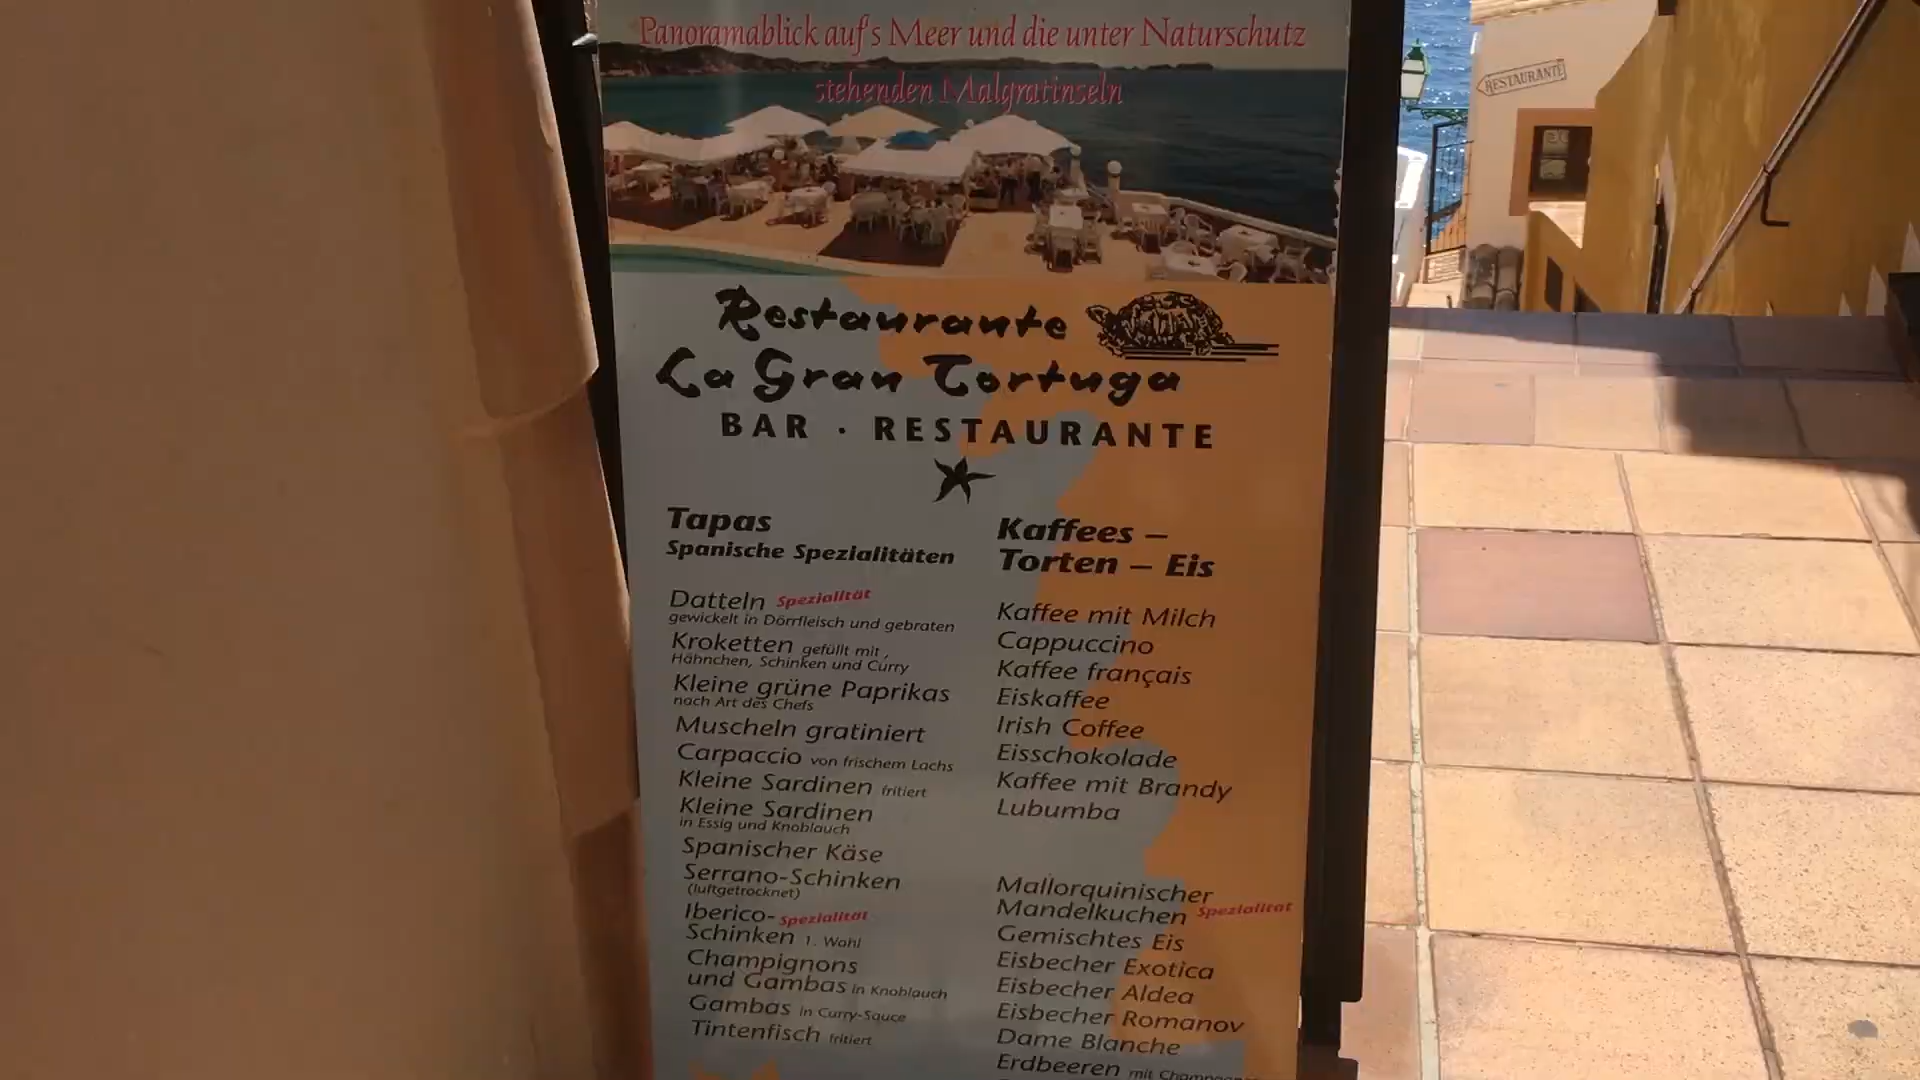 Panoramablick auf's Meer und die unter Naturschutz
stehenden Malgratinseln
RESTAURANTE
Restaurante
La Gran Tortuga
BAR · RESTAURANTE
Tapas
Spanische Spezialitäten
Datteln Spezialität
gewickelt in Dörrfleisch und gebraten
Kroketten gefüllt mit,
Hähnchen, Schinken und Curry
Kleine grüne Paprikas
nach Art des Chefs
Muscheln gratiniert
Carpaccio von frischem Lachs
Kleine Sardinen fritiert
Kleine Sardinen
in Essig und Knoblauch
Spanischer Käse
Serrano-Schinken
(luftgetrocknet)
Iberico- Spezialität
Schinken 1. Wahl
Champignons
und Gambas in Knoblauch
Gambas in Curry-Sauce
Tintenfisch fritiert
Kaffees –
Torten – Eis
Kaffee mit Milch
Cappuccino
Kaffee français
Eiskaffee
Irish Coffee
Eisschokolade
Kaffee mit Brandy
Lubumba
Mallorquinischer
Mandelkuchen Spezialität
Gemischtes Eis
Eisbecher Exotica
Eisbecher Aldea
Eisbecher Romanov
Dame Blanche
Erdbeeren mit